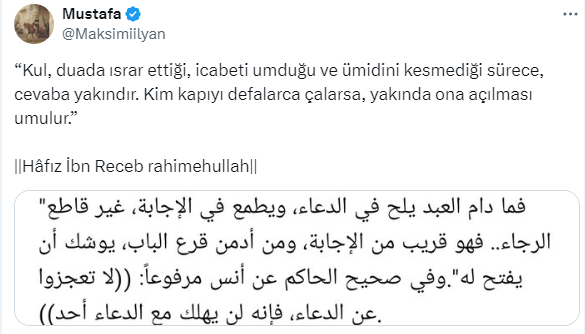 Mustafa
@Maksimiilyan
“Kul, duada ısrar ettiği, icabeti umduğu ve ümidini kesmediği sürece,
cevaba yakındır. Kim kapıyı defalarca çalarsa, yakında ona açılması
umulur.”
||Hâfız İbn Receb rahimehullah||
"فما دام العبد يلح في الدعاء، ويطمع في الإجابة، غير قاطع
الرجاء.. فهو قريب من الإجابة، ومن أدمن قرع الباب، يوشك أن
يفتح له".وفي صحيح الحاكم عن أنس مرفوعاً: ((لا تعجزوا
عن الدعاء، فإنه لن يهلك مع الدعاء أحد)).